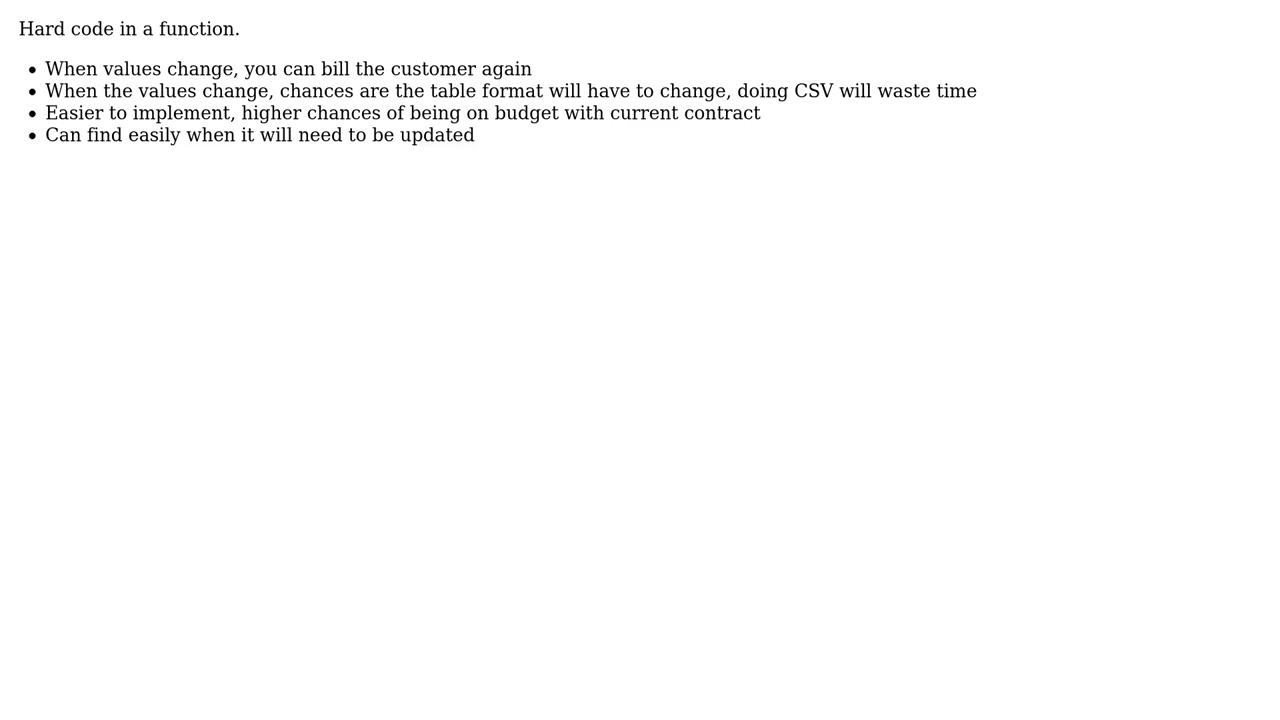 Hard code in a function.
• When values change, you can bill the customer again
• When the values change, chances are the table format will have to change, doing CSV will waste time
• Easier to implement, higher chances of being on budget with current contract
• Can find easily when it will need to be updated